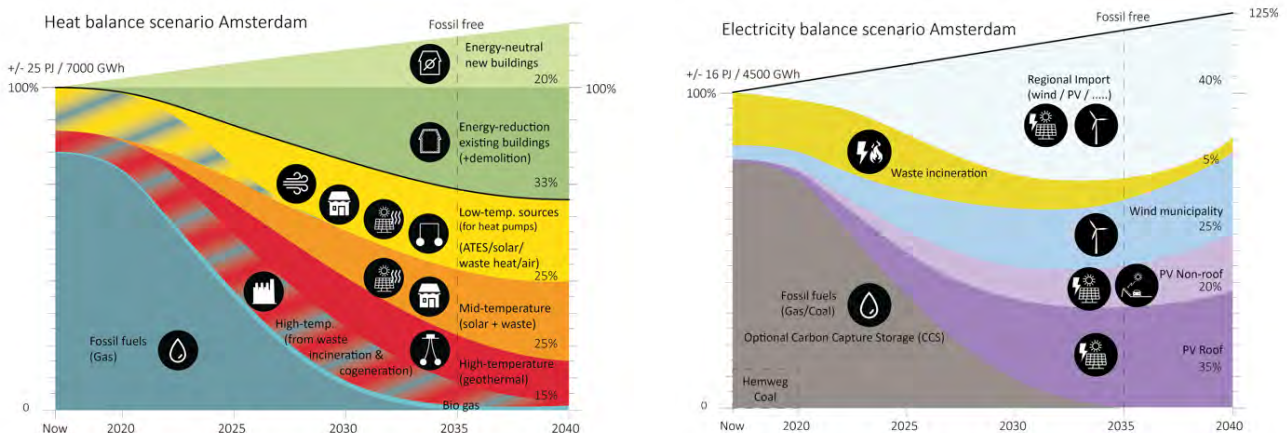 Heat balance scenario Amsterdam
Fossil free
+/- 25 PJ / 7000 GWh
100%
100%
Energy-neutral
new buildings
20%
Energy-reduction
existing buildings
(+demolition)
33%
Low-temp. sources
(for heat pumps)
(ATES/solar/
waste heat/air)
25%
Mid-temperature
(solar + waste)
25%
High-temp.
(from waste
incineration &
cogeneration)
High-temperature
(geothermal)
15%
Fossil fuels
(Gas)
Bio gas
0
Now 2020 2025 2030 2035 2040
Electricity balance scenario Amsterdam
Fossil free
125%
+/- 16 PJ / 4500 GWh
100%
Regional Import
(wind / PV / .....)
40%
Waste incineration
5%
Wind municipality
25%
PV Non-roof
20%
Fossil fuels
(Gas/Coal)
Optional Carbon Capture Storage (CCS)
PV Roof
35%
Hemweg
Coal
0
Now 2020 2025 2030 2035 2040